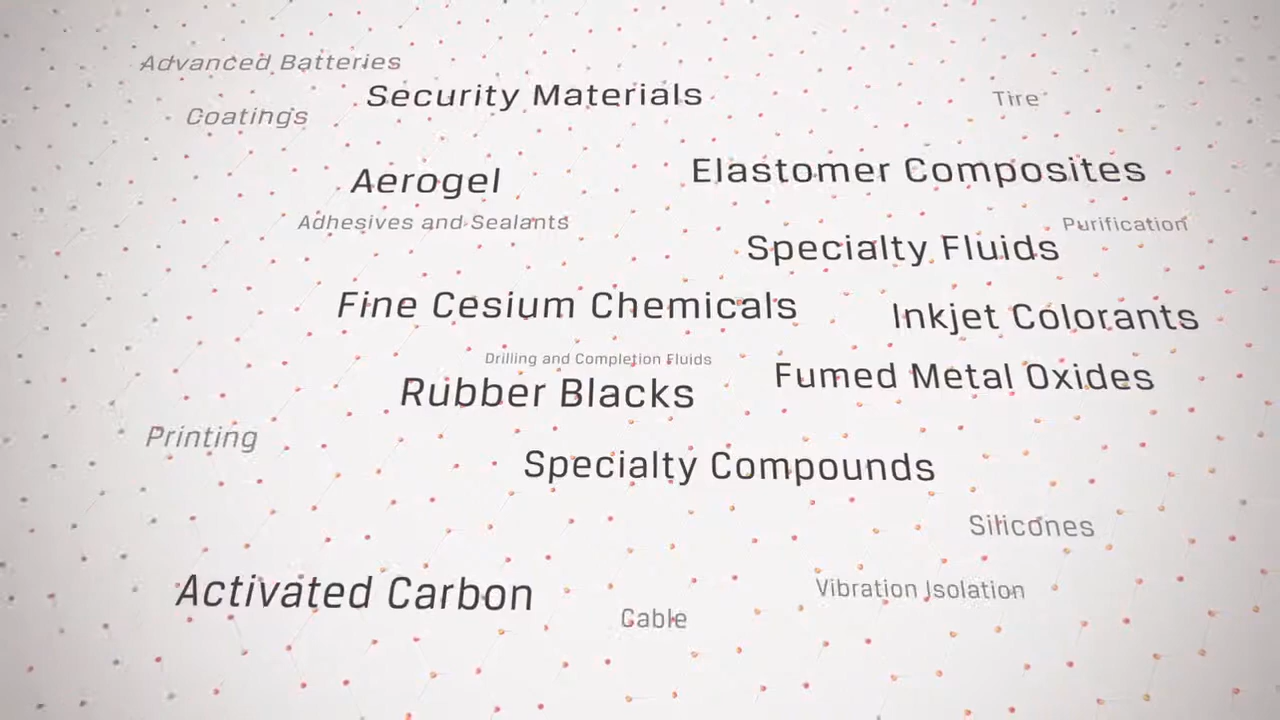 Advanced Batteries
Security Materials
Tire
Coatings
Elastomer Composites
Aerogel
Adhesives and Sealants
Purification
Specialty Fluids
Fine Cesium Chemicals
Inkjet Colorants
Drilling and Completion Fluids
Fumed Metal Oxides
Rubber Blacks
Printing
Specialty Compounds
Silicones
Vibration Isolation
Activated Carbon
Cable